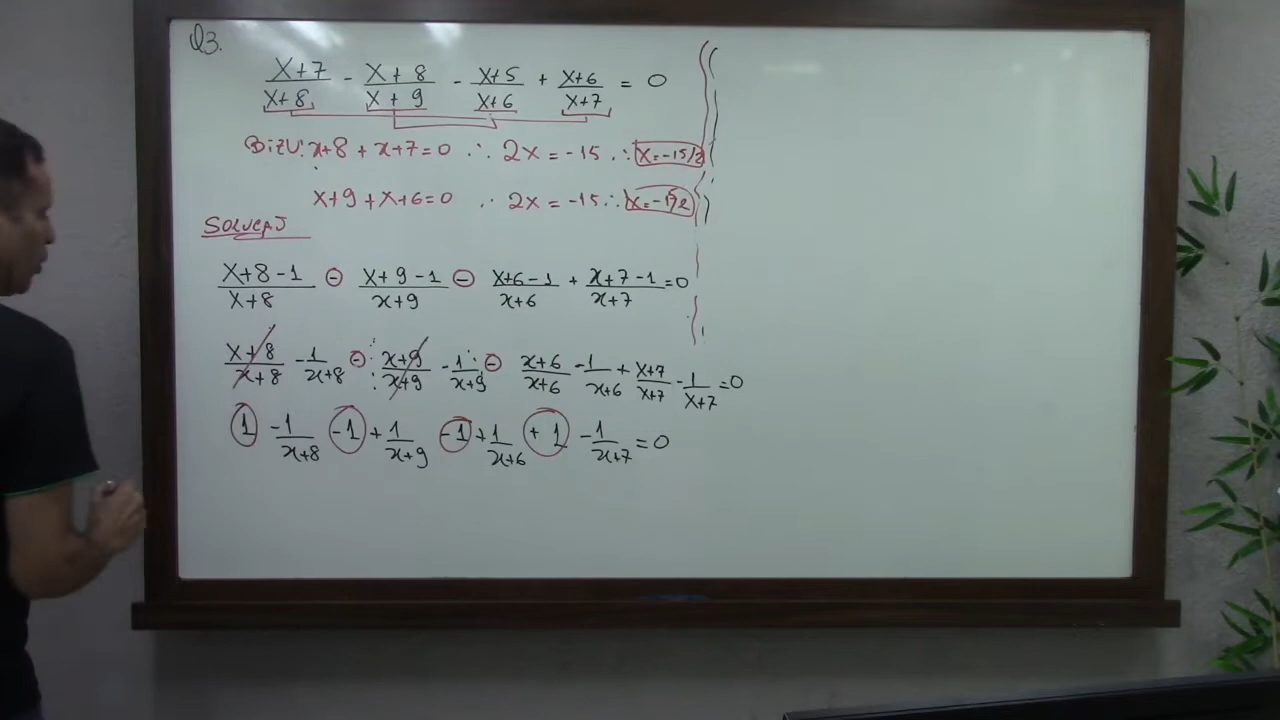 Q3.
X+7/X+8 - X+8/X+9 - X+5/X+6 + X+6/X+7 = 0
BIZU: x+8 + x+7 = 0 ∴ 2x = -15 ∴ x = -15/2
x+9 + x+6 = 0 ∴ 2x = -15 ∴
X+8-1/X+8 - X+9-1/x+9 - X+6-1/x+6 + x+7-1/x+7 = 0
X+8/x+8 - 1/x+8 - x+9/x+9 - 1/x+9 - x+6/x+6 - 1/x+6 + x+7/x+7 - 1/x+7 = 0
1 - 1/x+8 - 1 + 1/x+9 - 1 + 1/x+6 + 1 - 1/x+7 = 0